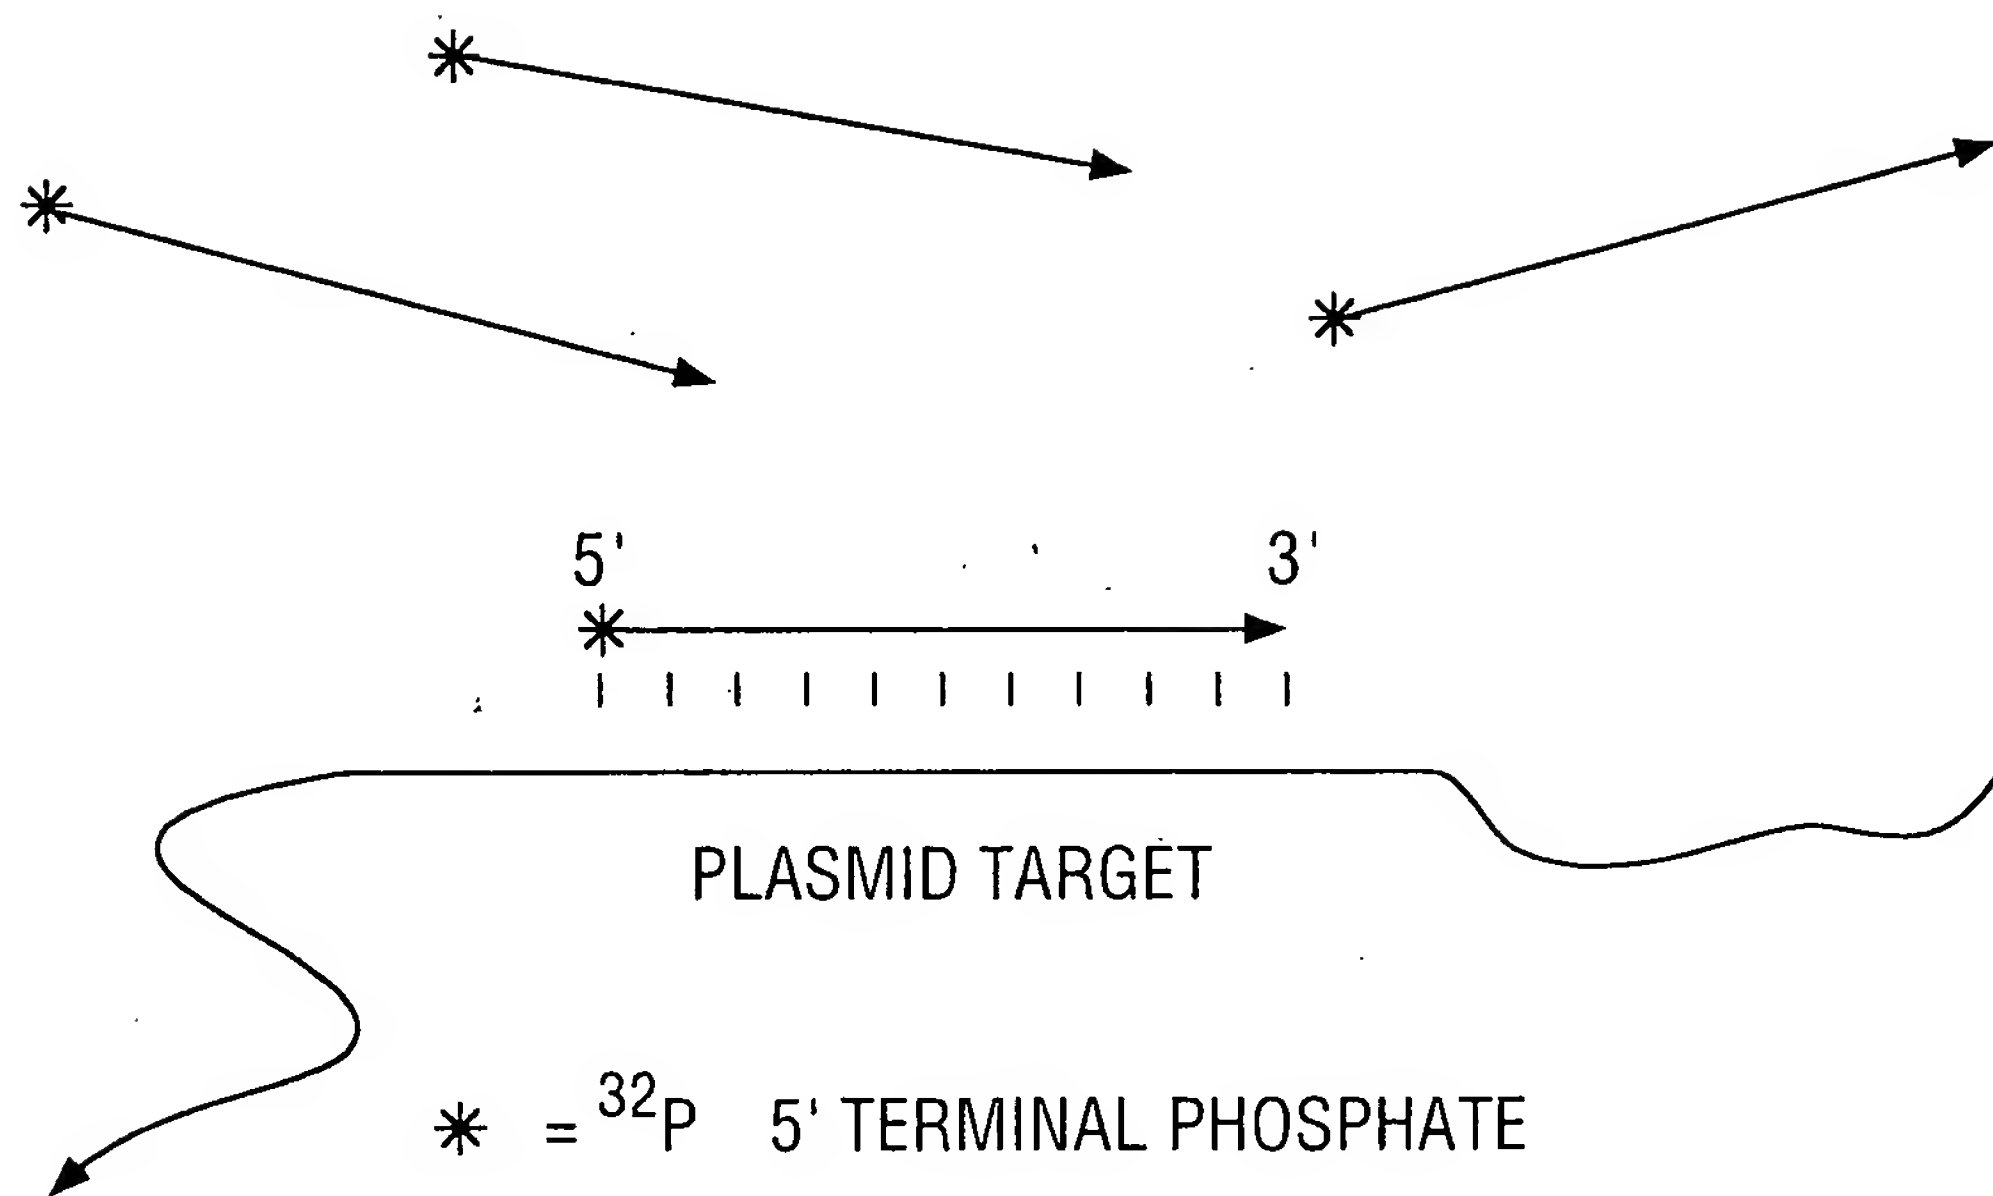 5' 3'
PLASMID TARGET
* = ³²P 5' TERMINAL PHOSPHATE